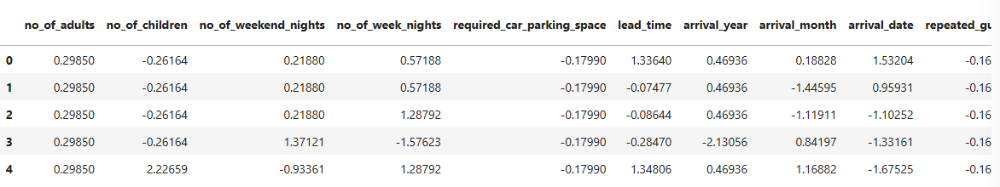 no_of_adults no_of_children no_of_weekend_nights no_of_week_nights required_car_parking_space lead_time arrival_year arrival_month arrival_date repeated_gu
0 0.29850 -0.26164 0.21880 0.57188 -0.17990 1.33640 0.46936 0.18828 1.53204 -0.16
1 0.29850 -0.26164 0.21880 0.57188 -0.17990 -0.07477 0.46936 -1.44595 0.95931 -0.16
2 0.29850 -0.26164 0.21880 1.28792 -0.17990 -0.08644 0.46936 -1.11911 -1.10252 -0.16
3 0.29850 -0.26164 1.37121 -1.57623 -0.17990 -0.28470 -2.13056 0.84197 -1.33161 -0.16
4 0.29850 2.22659 -0.93361 1.28792 -0.17990 1.34806 0.46936 1.16882 -1.67525 -0.16